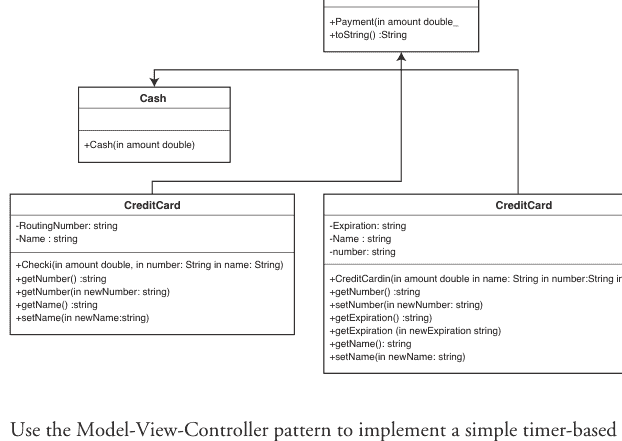 +Payment(in amount double_
+toString() :String
Cash
+Cash(in amount double)
CreditCard
-RoutingNumber: string
-Name : string
+Checki(in amount double, in number: String in name: String)
+getNumber() :string
+getNumber(in newNumber: string)
+getName() :string
+setName(in newName:string)
CreditCard
-Expiration: string
-Name : string
-number: string
+CreditCardin(in amount double in name: String in number:String in
+getNumber() :string
+setNumber(in newNumber: string)
+getExpiration() :string)
+getExpiration (in newExpiration string)
+getName(): string
+setName(in newName: string)
Use the Model-View-Controller pattern to implement a simple timer-based